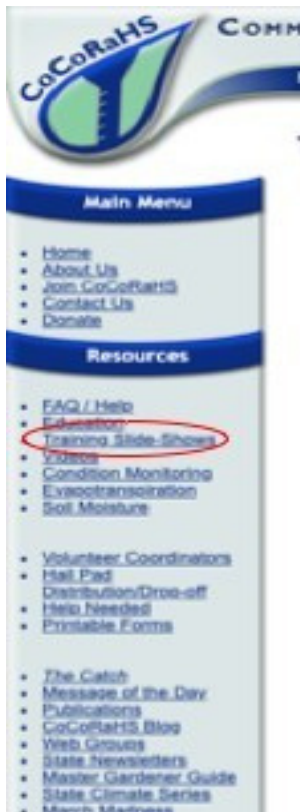 CoCoRaHS
COMM
Main Menu
Home
About Us
Join CoCoRaHS
Contact Us
Donate
Resources
FAQ / Help
Education
Training Slide-Shows
Videos
Condition Monitoring
Evapotranspiration
Soil Moisture
Volunteer Coordinators
Hail Pad
Distribution/Drop-off
Help Needed
Printable Forms
The Catch
Message of the Day
Publications
CoCoRaHS Blog
Web Groups
State Newsletters
Master Gardener Guide
State Climate Series
March Madness